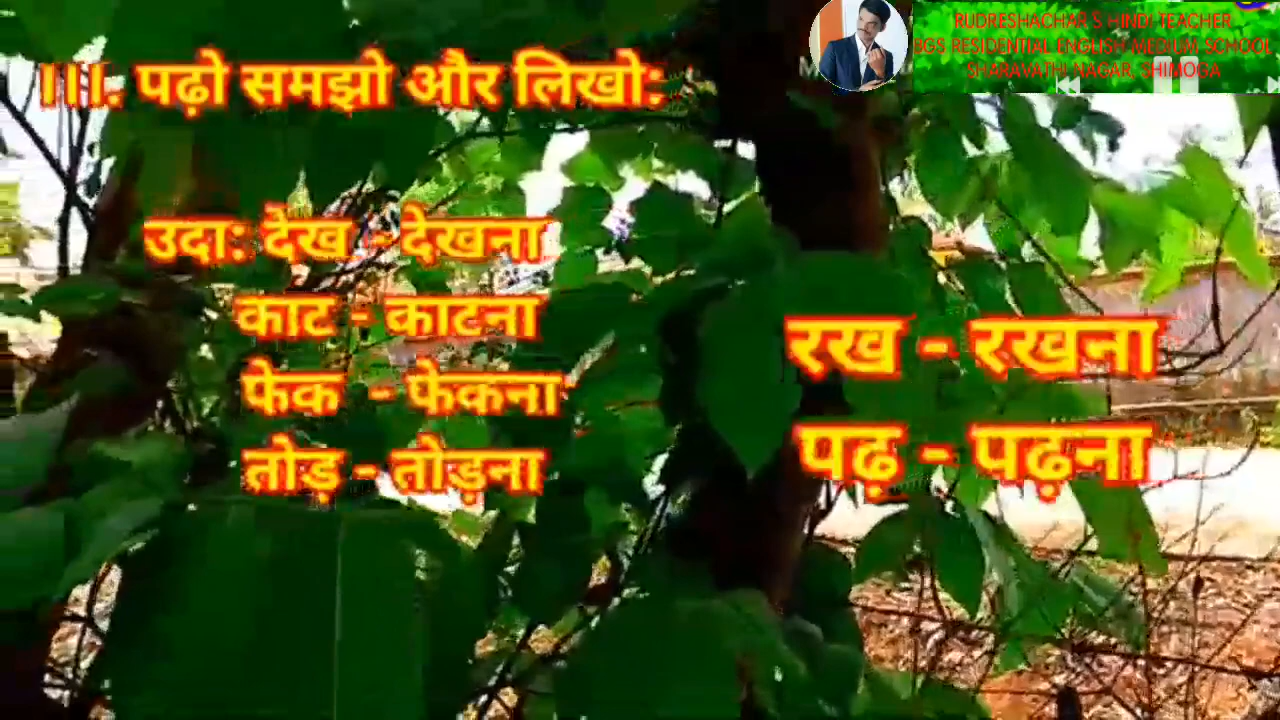 RUDRESHACHAR S HINDI TEACHER
BGS RESIDENTIAL ENGLISH MEDIUM SCHOOL
SHARAVATHI NAGAR, SHIMOGA
III. पढ़ो समझो और लिखो:
उदा: देख - देखना
काट - काटना
फेक - फेकना
तोड़ - तोड़ना
रख - रखना
पढ़ - पढ़ना